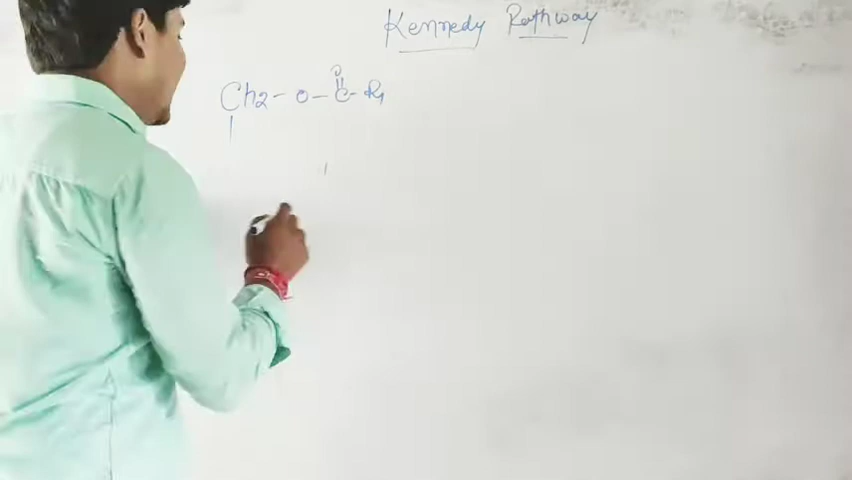 Kennedy Pathway
O
||
CH2 - O - C - R1
|